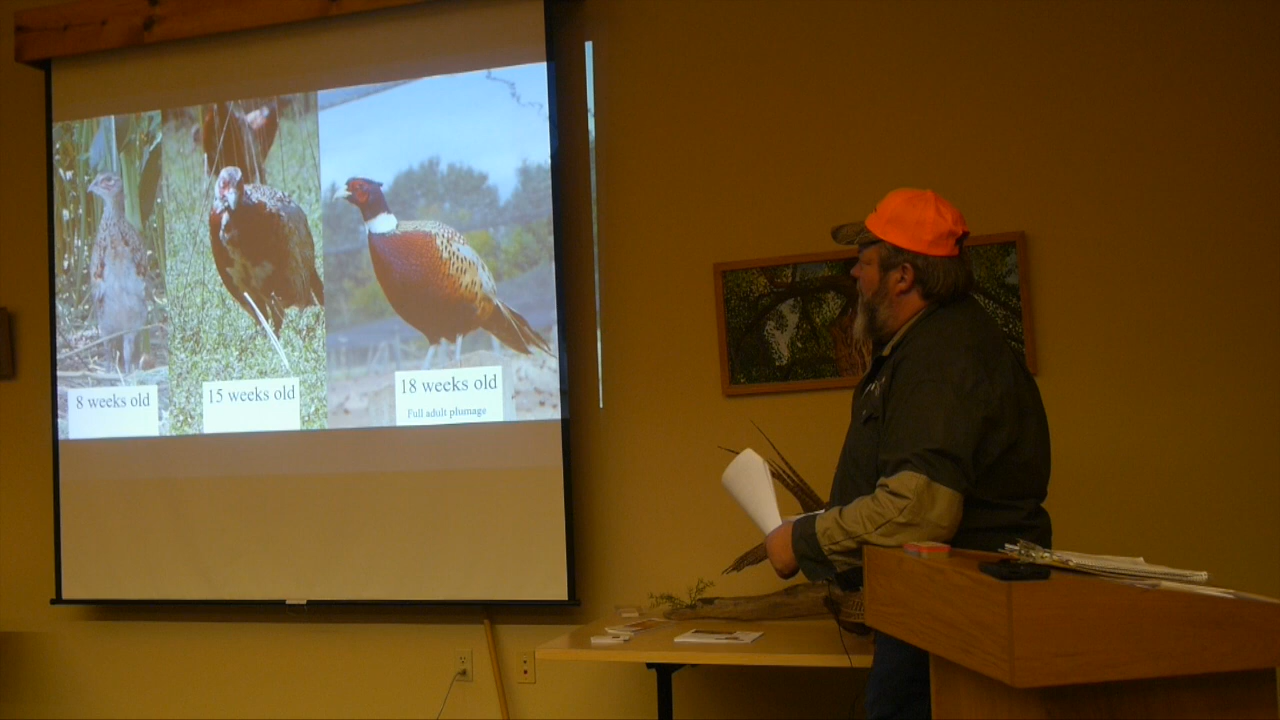 8 weeks old
15 weeks old
18 weeks old
Full adult plumage